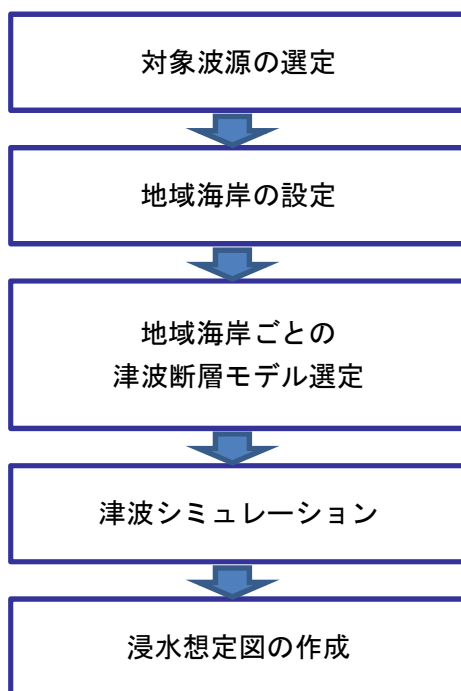 対象波源の選定
地域海岸の設定
地域海岸ごとの
津波断層モデル選定
津波シミュレーション
浸水想定図の作成